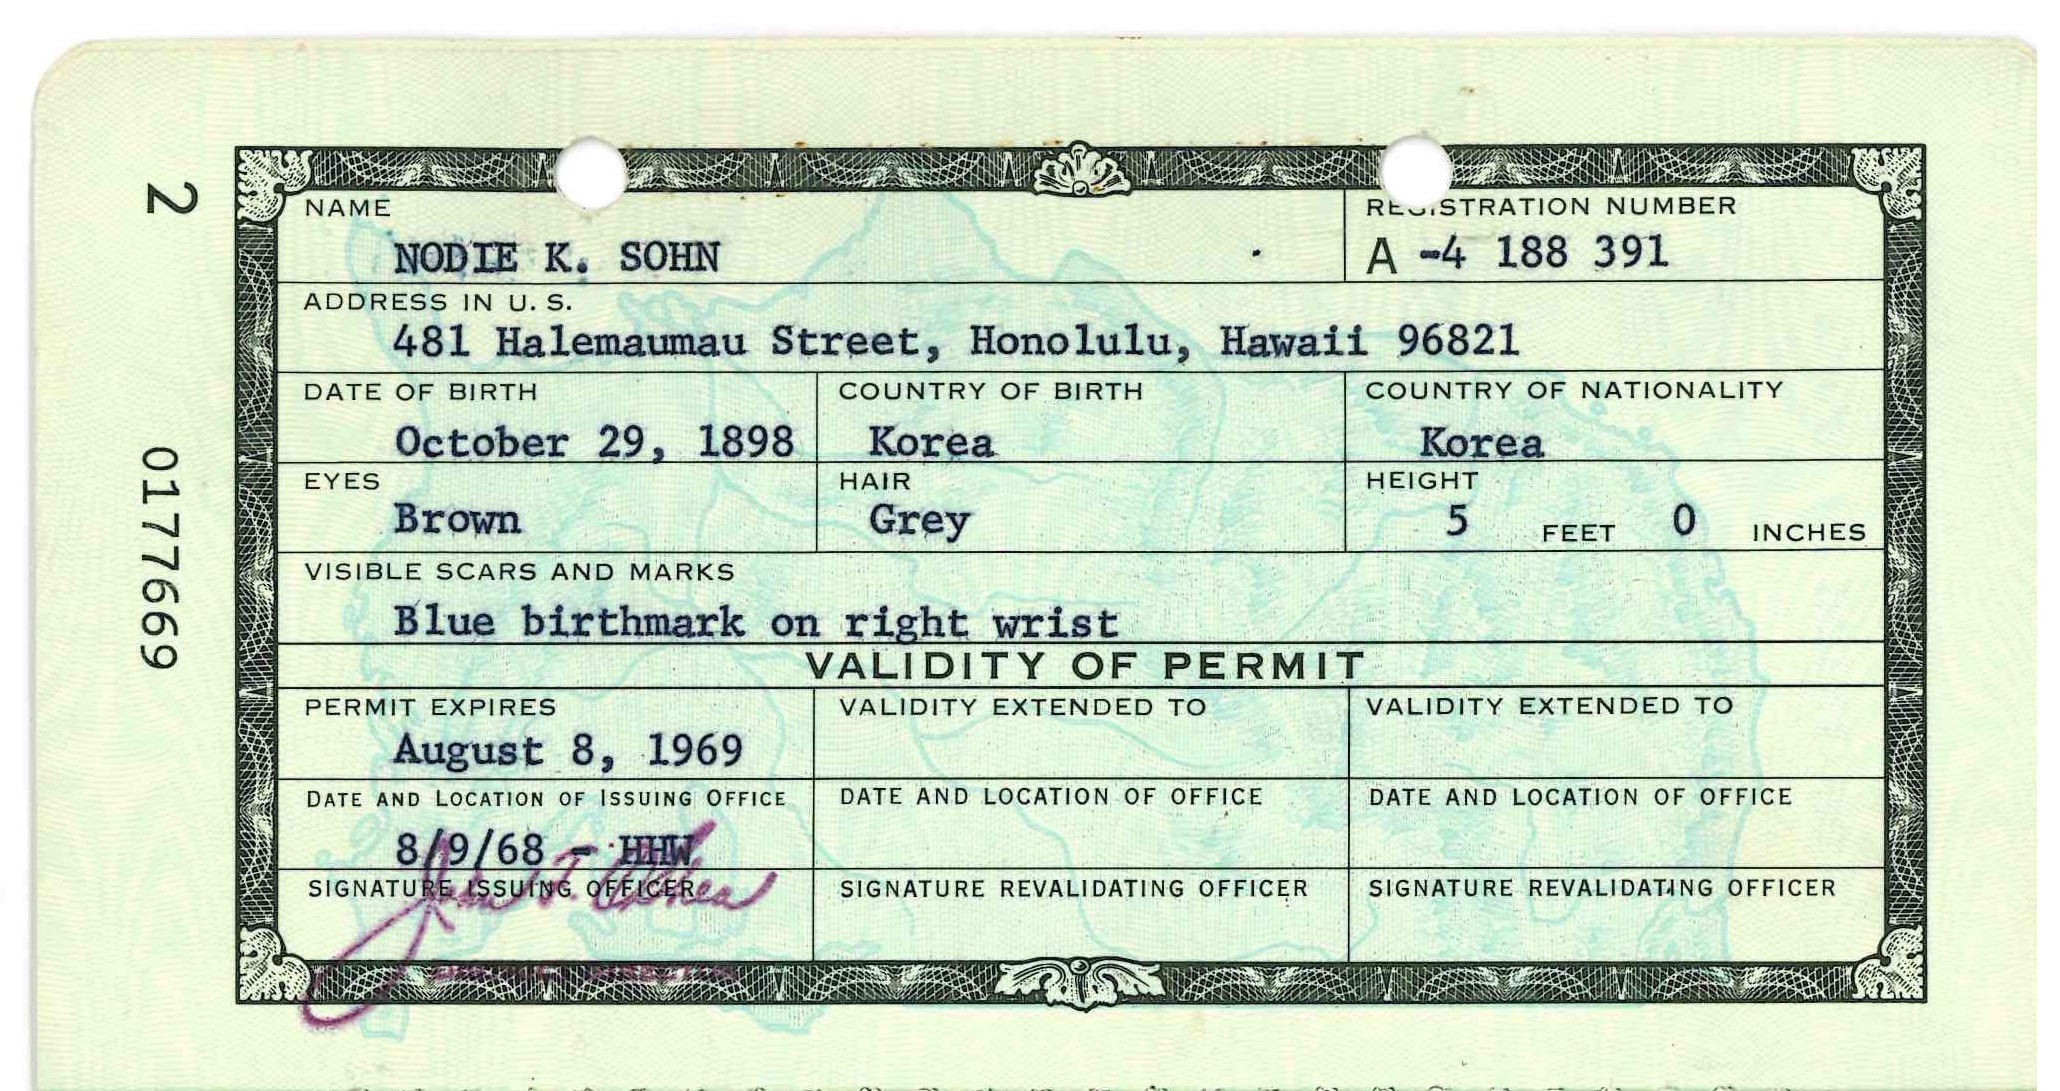 2
017669
NAME
NODIE K. SOHN
REGISTRATION NUMBER
A -4 188 391
ADDRESS IN U. S.
481 Halemaumau Street, Honolulu, Hawaii 96821
DATE OF BIRTH
October 29, 1898
COUNTRY OF BIRTH
Korea
COUNTRY OF NATIONALITY
Korea
EYES
Brown
HAIR
Grey
HEIGHT
5 FEET 0 INCHES
VISIBLE SCARS AND MARKS
Blue birthmark on right wrist
VALIDITY OF PERMIT
PERMIT EXPIRES
August 8, 1969
VALIDITY EXTENDED TO
VALIDITY EXTENDED TO
DATE AND LOCATION OF ISSUING OFFICE
8/9/68 - HHW
DATE AND LOCATION OF OFFICE
DATE AND LOCATION OF OFFICE
SIGNATURE ISSUING OFFICER
SIGNATURE REVALIDATING OFFICER
SIGNATURE REVALIDATING OFFICER